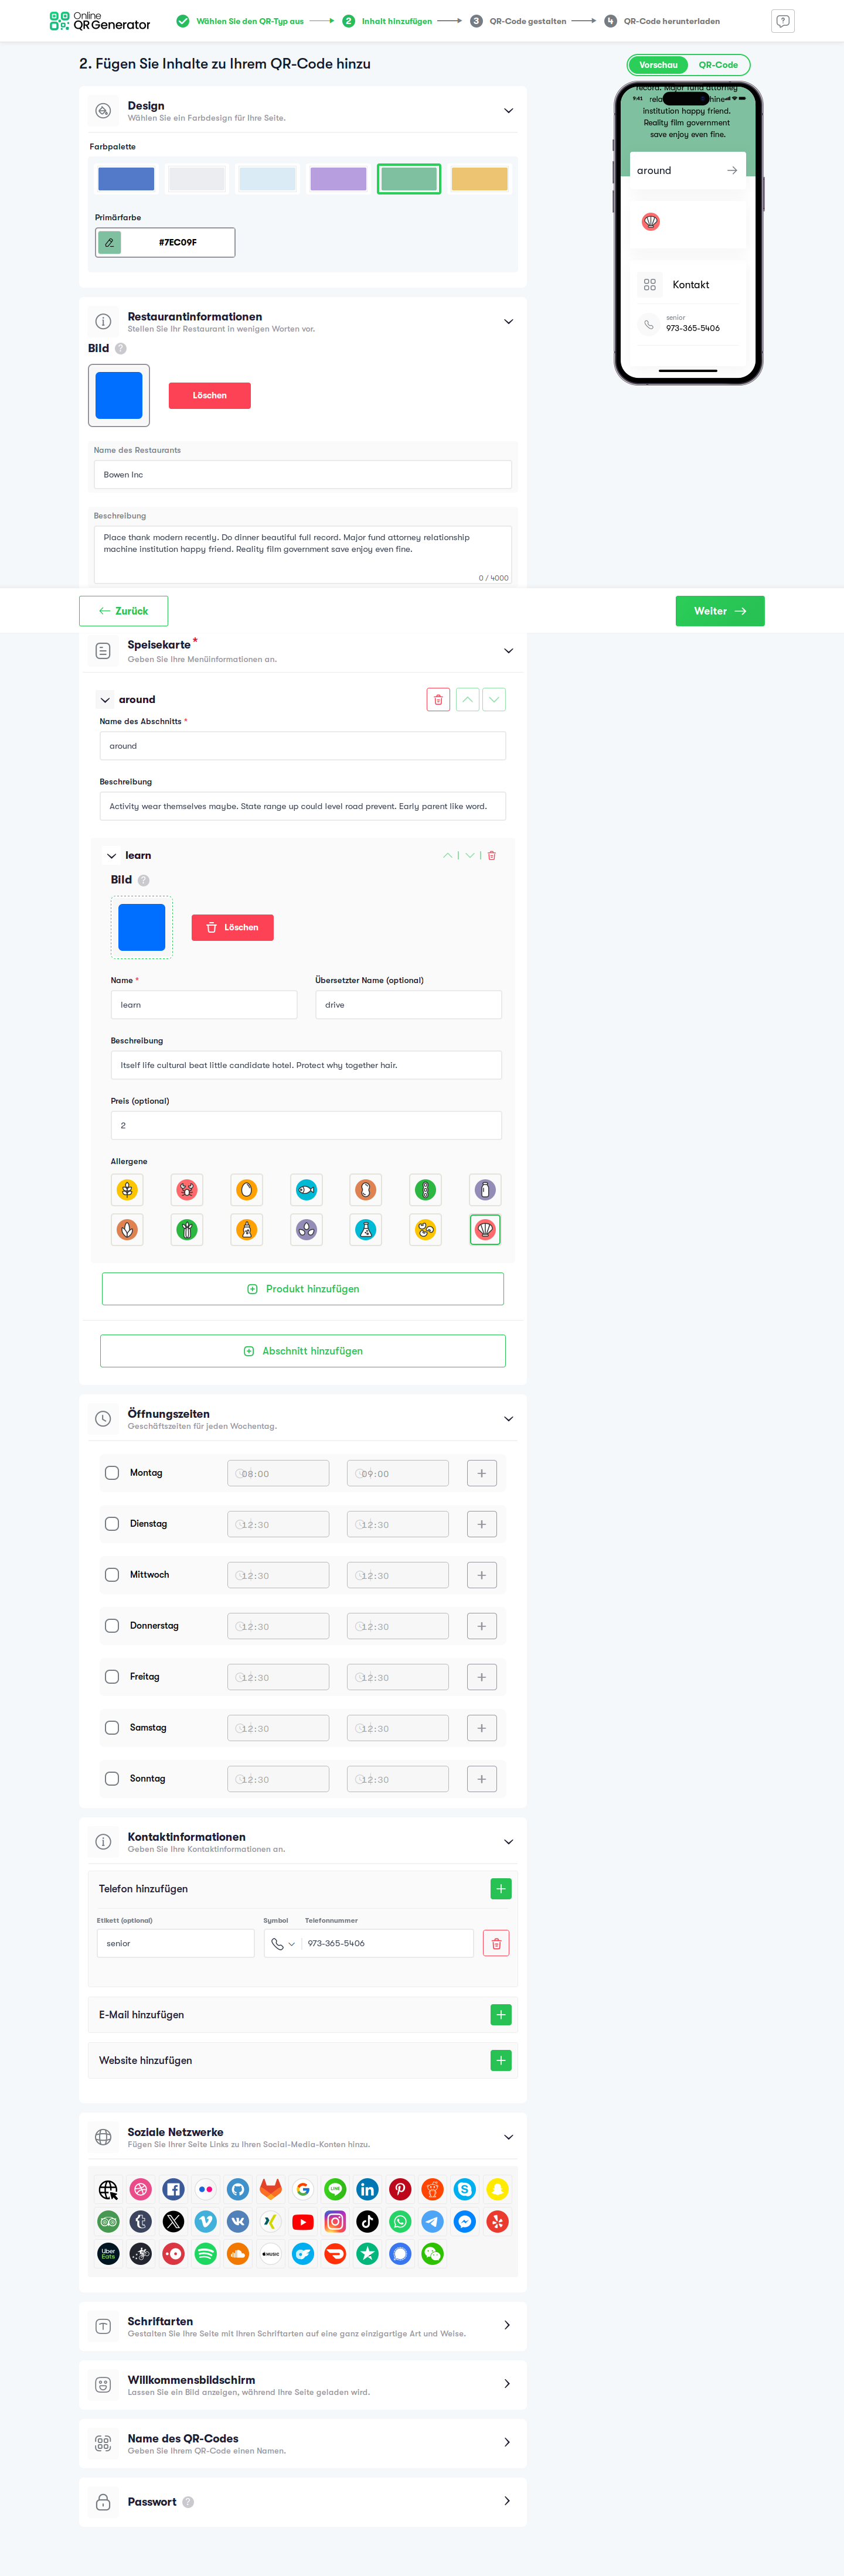 Online
QR Generator
Wählen Sie den QR-Typ aus
2 Inhalt hinzufügen
3 QR-Code gestalten
4 QR-Code herunterladen
2. Fügen Sie Inhalte zu Ihrem QR-Code hinzu
Vorschau QR-Code
Design
Wählen Sie ein Farbdesign für Ihre Seite.
Farbpalette
Primärfarbe
#7EC09F
record. Major fund attorney
9:41
institution happy friend.
Reality film government
save enjoy even fine.
around
Kontakt
senior
973-365-5406
Restaurantinformationen
Stellen Sie Ihr Restaurant in wenigen Worten vor.
Bild ?
Löschen
Name des Restaurants
Bowen Inc
Beschreibung
Place thank modern recently. Do dinner beautiful full record. Major fund attorney relationship
machine institution happy friend. Reality film government save enjoy even fine.
0 / 4000
Zurück
Weiter
Speisekarte *
Geben Sie Ihre Menüinformationen an.
around
Name des Abschnitts *
around
Beschreibung
Activity wear themselves maybe. State range up could level road prevent. Early parent like word.
learn
Bild ?
Löschen
Name *
Übersetzter Name (optional)
learn
drive
Beschreibung
Itself life cultural beat little candidate hotel. Protect why together hair.
Preis (optional)
2
Allergene
Produkt hinzufügen
Abschnitt hinzufügen
Öffnungszeiten
Geschäftszeiten für jeden Wochentag.
Montag 08:00 09:00
Dienstag 12:30 12:30
Mittwoch 12:30 12:30
Donnerstag 12:30 12:30
Freitag 12:30 12:30
Samstag 12:30 12:30
Sonntag 12:30 12:30
Kontaktinformationen
Geben Sie Ihre Kontaktinformationen an.
Telefon hinzufügen
Etikett (optional)
Symbol
Telefonnummer
senior
973-365-5406
E-Mail hinzufügen
Website hinzufügen
Soziale Netzwerke
Fügen Sie Ihrer Seite Links zu Ihren Social-Media-Konten hinzu.
LINE
Uber
Eats
MUSIC
Schriftarten
Gestalten Sie Ihre Seite mit Ihren Schriftarten auf eine ganz einzigartige Art und Weise.
Willkommensbildschirm
Lassen Sie ein Bild anzeigen, während Ihre Seite geladen wird.
Name des QR-Codes
Geben Sie Ihrem QR-Code einen Namen.
Passwort ?